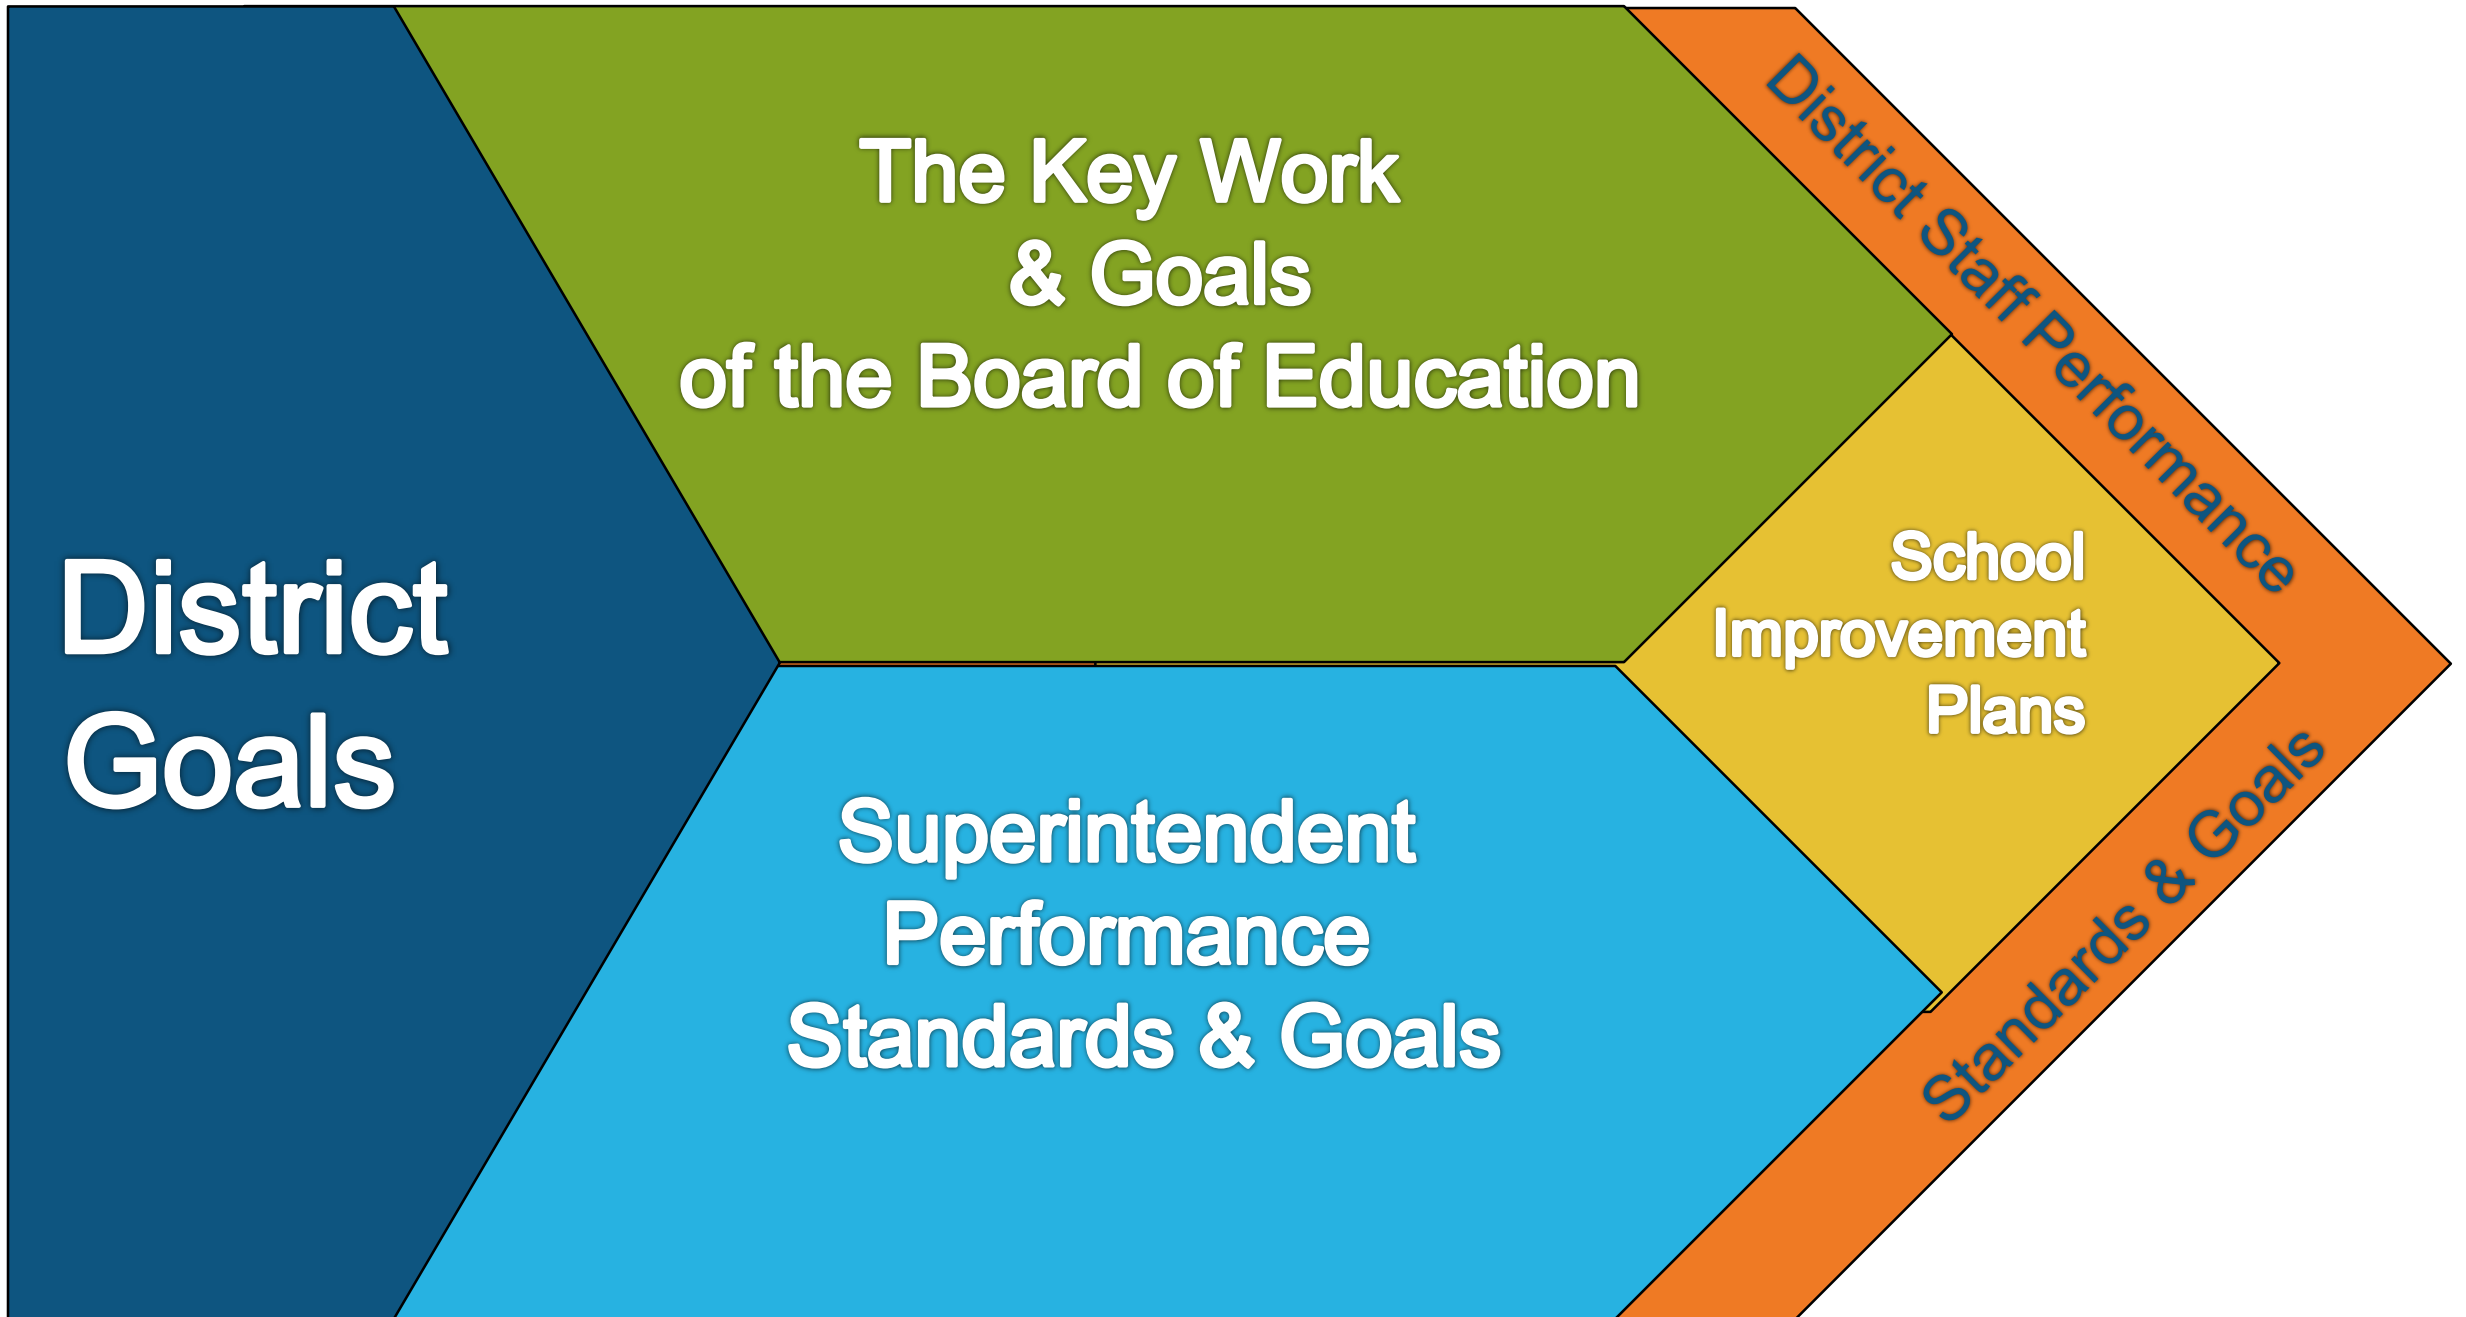 District
Goals
The Key Work
& Goals
of the Board of Education
Superintendent
Performance
Standards & Goals
School
Improvement
Plans
District Staff Performance
Standards & Goals